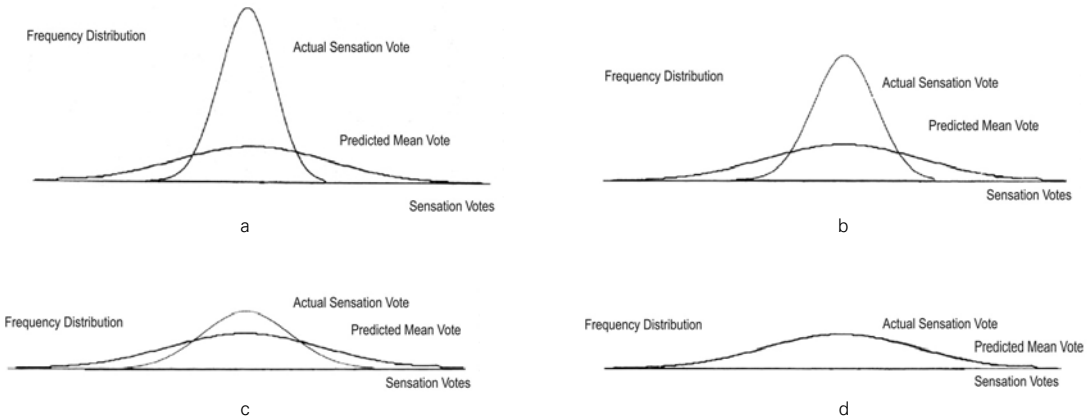 Frequency Distribution
Actual Sensation Vote
Predicted Mean Vote
Sensation Votes
a
Frequency Distribution
Actual Sensation Vote
Predicted Mean Vote
Sensation Votes
b
Frequency Distribution
Actual Sensation Vote
Predicted Mean Vote
Sensation Votes
c
Frequency Distribution
Actual Sensation Vote
Predicted Mean Vote
Sensation Votes
d